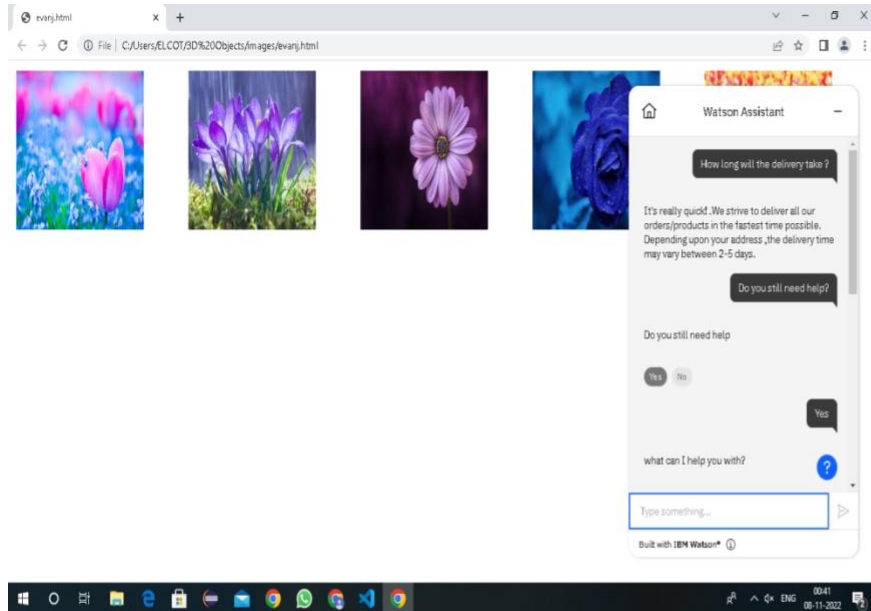 evanj.html
File | C:/Users/ELCOT/3D%20Objects/images/evanj.html
Watson Assistant
How long will the delivery take ?
It's really quick! .We strive to deliver all our
orders/products in the fastest time possible.
Depending upon your address ,the delivery time
may vary between 2-5 days.
Do you still need help?
Do you still need help
Yes
No
Yes
what can I help you with?
?
Type something...
Built with IBM Watson®
ENG
00:41
08-11-2022